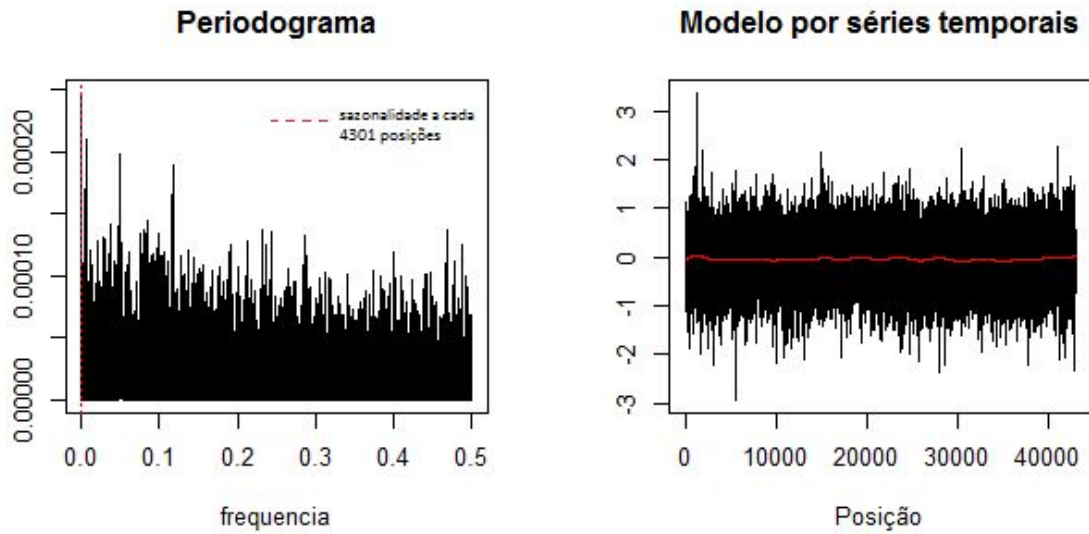 Periodograma
0.00000
0.00010
0.00020
sazonalidade a cada
4301 posições
0.0 0.1 0.2 0.3 0.4 0.5
frequencia
Modelo por séries temporais
3
2
1
0
-1
-2
-3
0 10000 20000 30000 40000
Posição